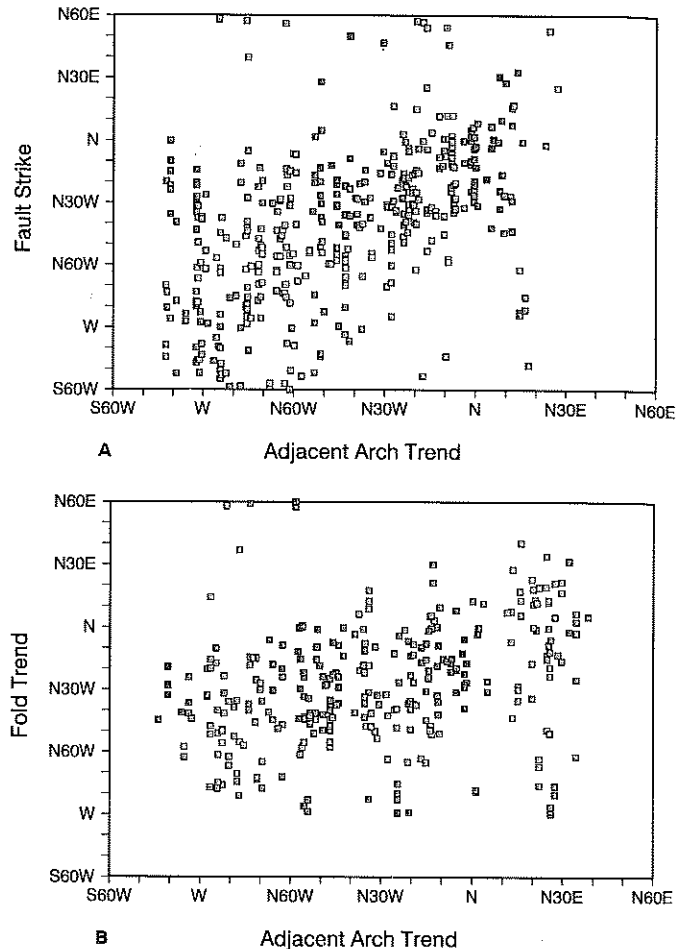 N60E
N30E
N
N30W
N60W
W
S60W
Fault Strike
S60W
W
N60W
N30W
N
N30E
N60E
A
Adjacent Arch Trend
N60E
N30E
N
N30W
N60W
W
S60W
Fold Trend
S60W
W
N60W
N30W
N
N30E
N60E
B
Adjacent Arch Trend